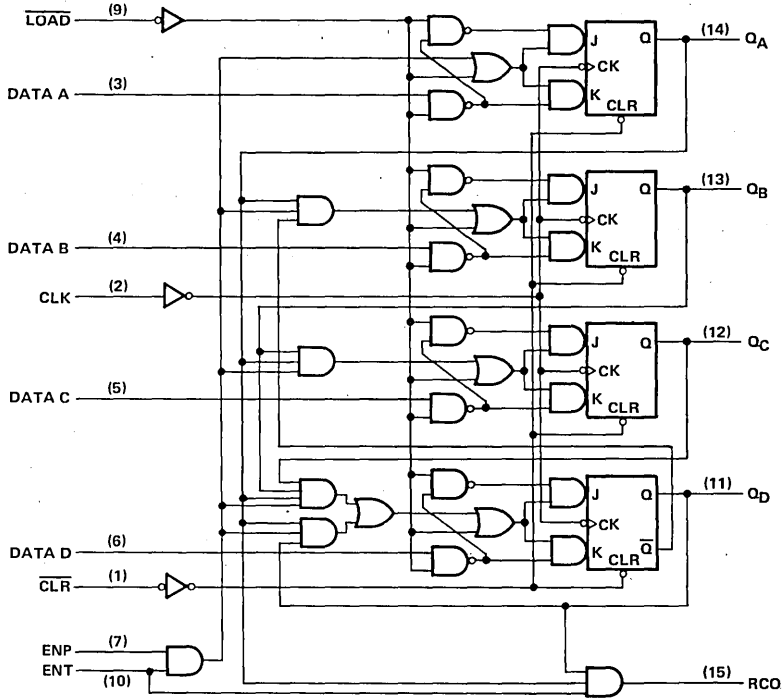 LOAD (9)
J Q (14) QA
CK
DATA A (3)
K
CLR
J Q (13) QB
CK
DATA B (4)
K
CLR
CLK (2)
J Q (12) QC
CK
DATA C (5)
K
CLR
J Q (11) QD
CK
DATA D (6)
K Q
CLR
CLR (1)
ENP (7)
ENT (10)
(15) RCO